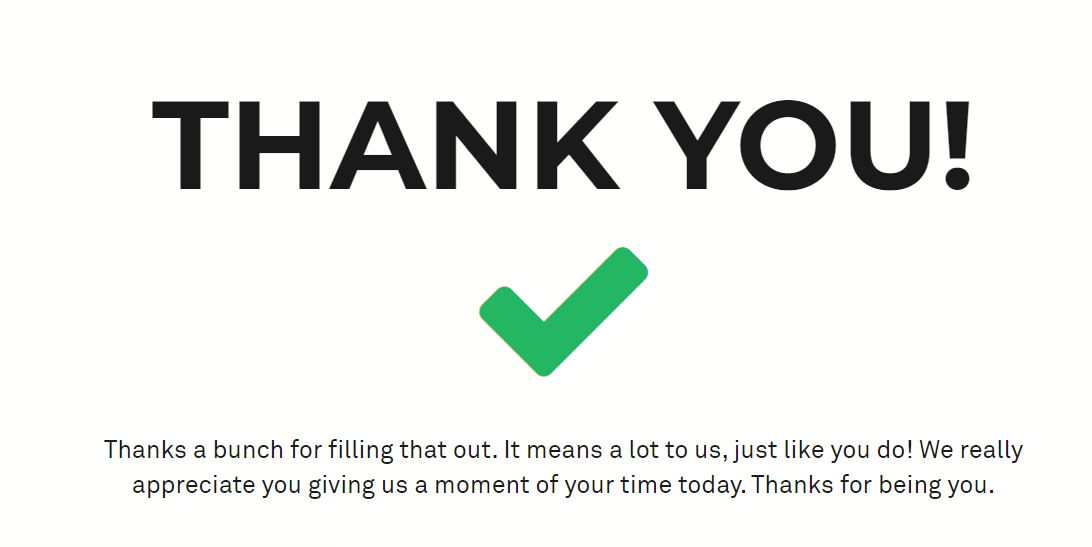 THANK YOU!
Thanks a bunch for filling that out. It means a lot to us, just like you do! We really
appreciate you giving us a moment of your time today. Thanks for being you.